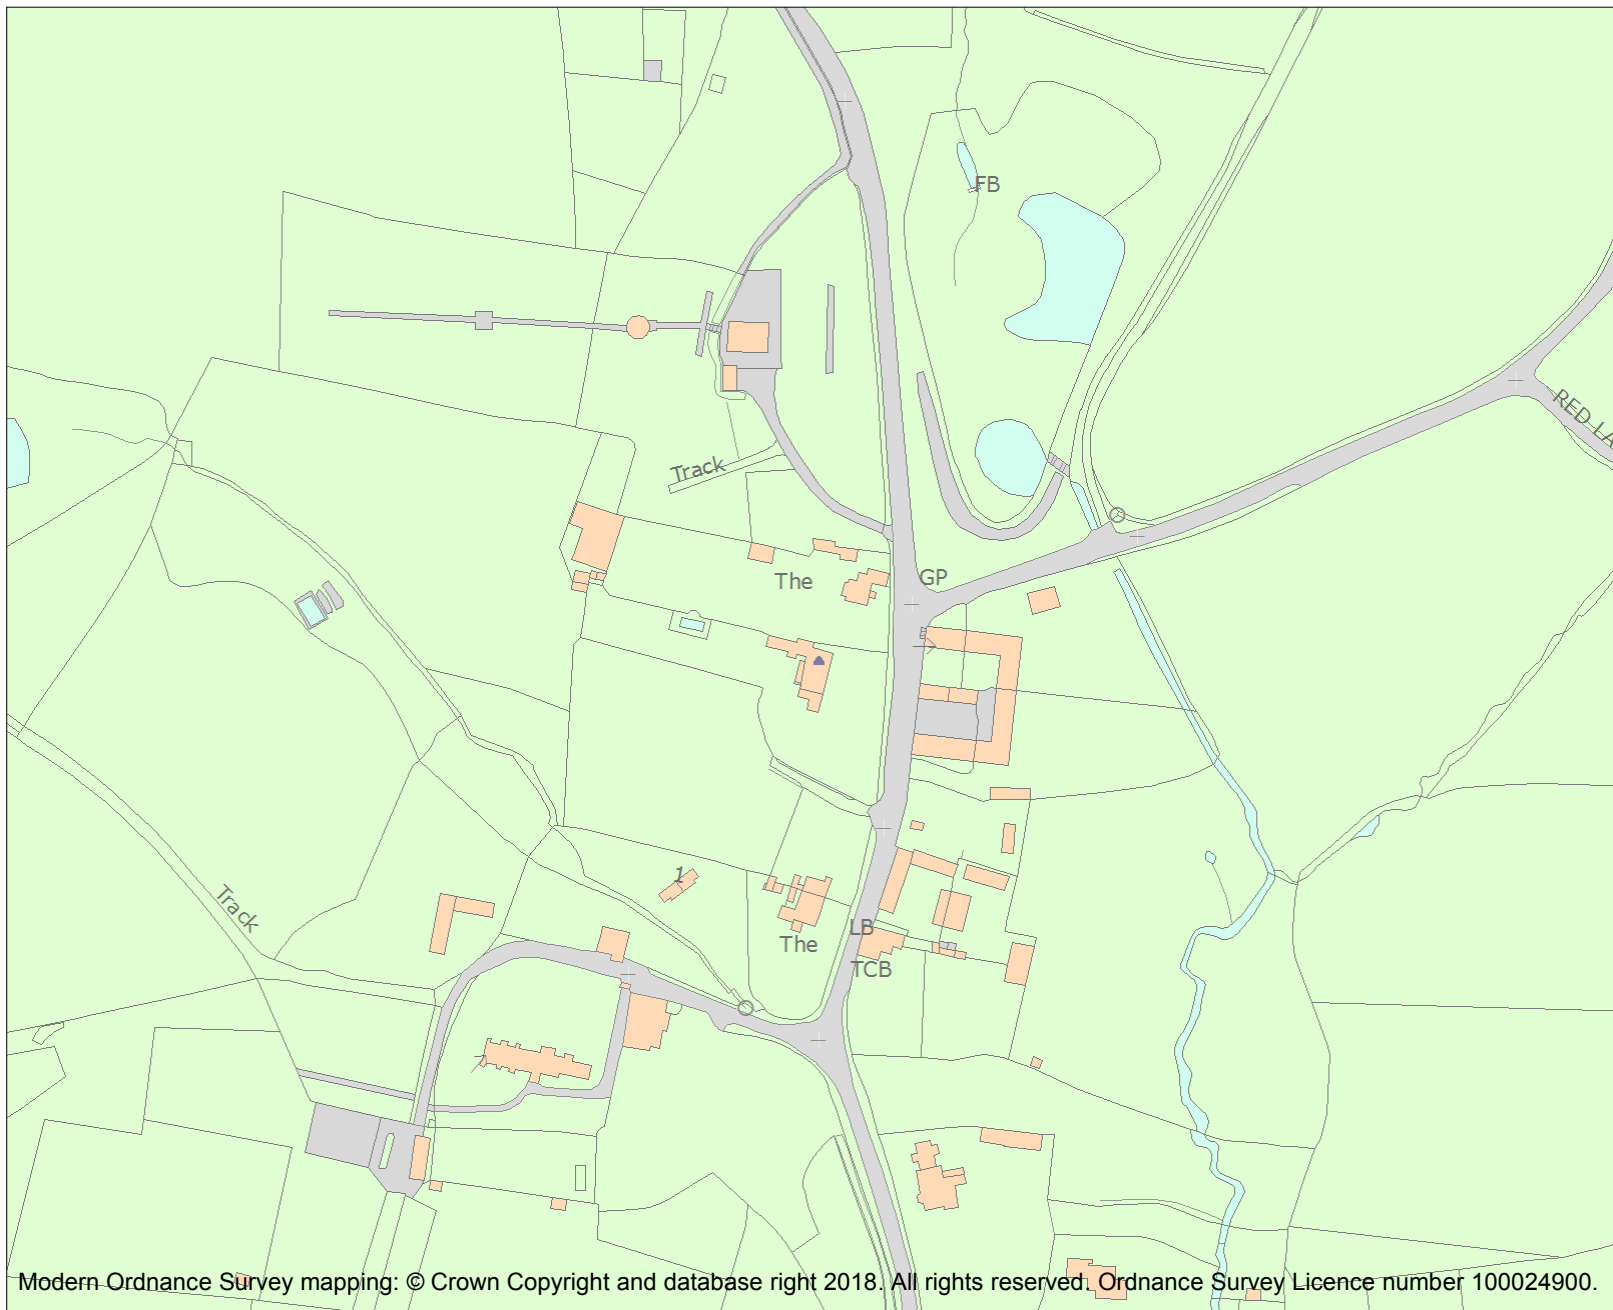 FB
RED LA
Track
GP
The
1
Track
LB
The
TCB
Modern Ordnance Survey mapping: © Crown Copyright and database right 2018. All rights reserved. Ordnance Survey Licence number 100024900.